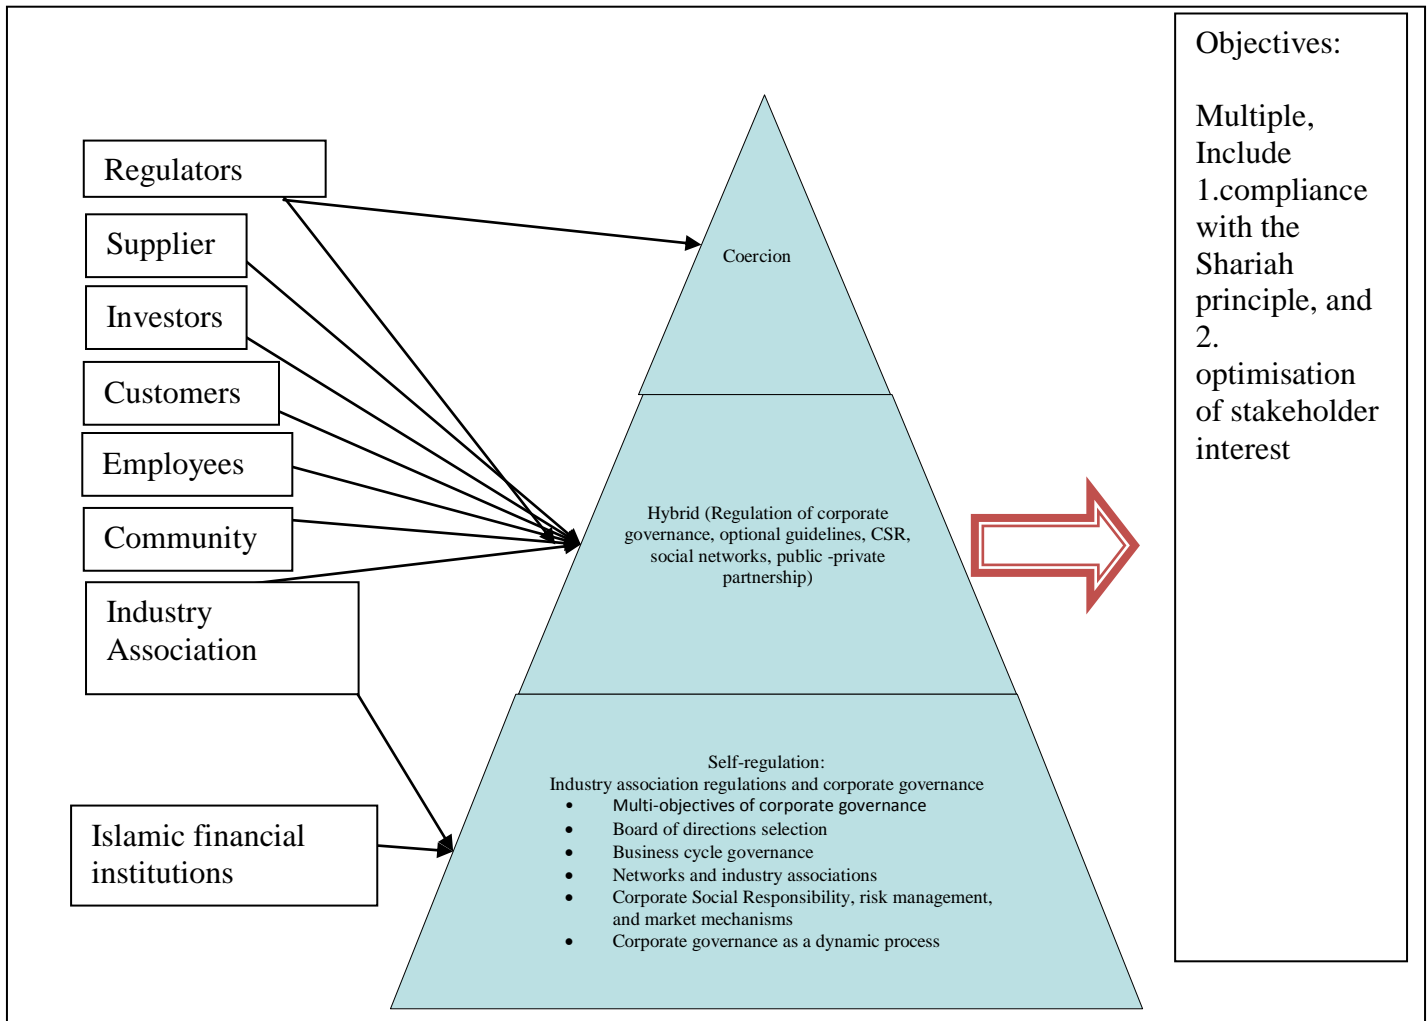 Regulators
Supplier
Investors
Customers
Employees
Community
Industry
Association
Islamic financial
institutions
Coercion
Hybrid (Regulation of corporate
governance, optional guidelines, CSR,
social networks, public -private
partnership)
Self-regulation:
Industry association regulations and corporate governance
• Multi-objectives of corporate governance
• Board of directions selection
• Business cycle governance
• Networks and industry associations
• Corporate Social Responsibility, risk management,
and market mechanisms
• Corporate governance as a dynamic process
Objectives:
Multiple,
Include
1.compliance
with the
Shariah
principle, and
2.
optimisation
of stakeholder
interest